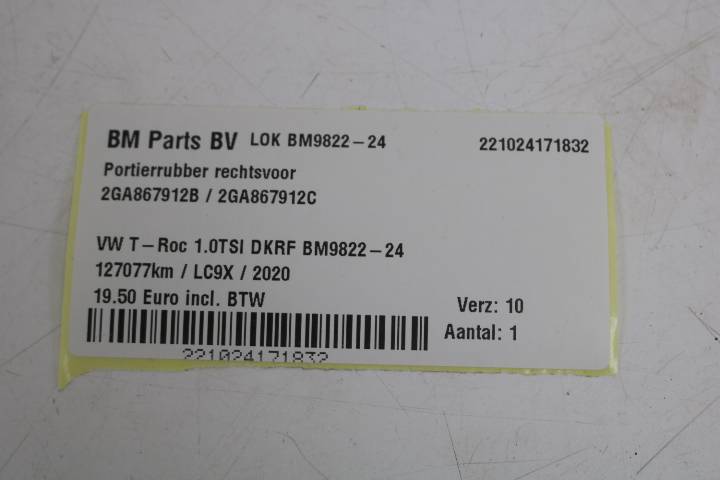 BM Parts BV LOK BM9822-24 221024171832
Portierrubber rechtsvoor
2GA867912B / 2GA867912C
VW T-Roc 1.0TSI DKRF BM9822-24
127077km / LC9X / 2020
19.50 Euro incl. BTW
Verz: 10
Aantal: 1
221024171832